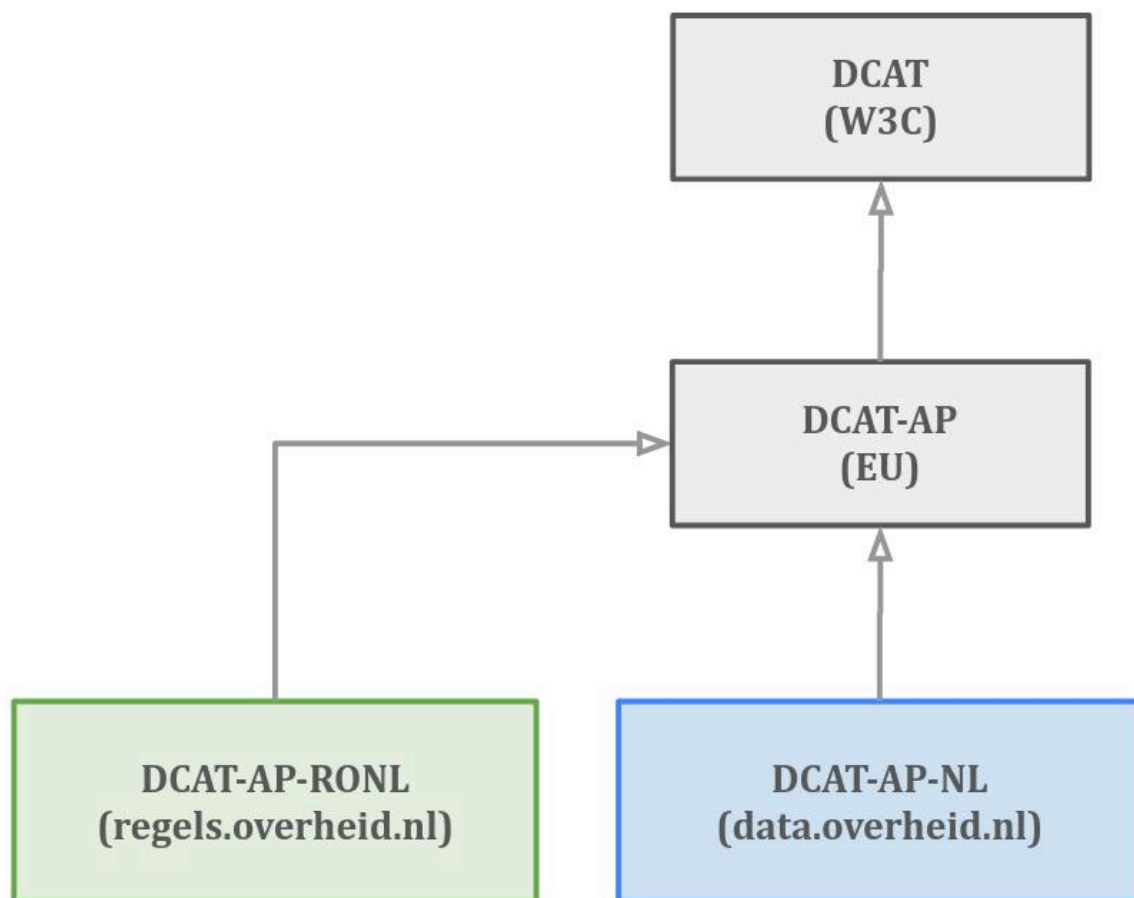 DCAT
(W3C)
DCAT-AP
(EU)
DCAT-AP-RONL
(regels.overheid.nl)
DCAT-AP-NL
(data.overheid.nl)